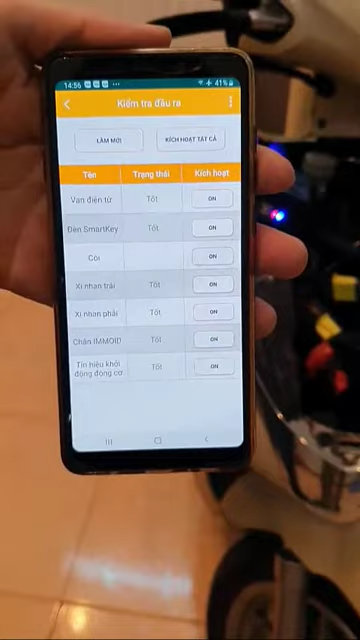 14:56 41%
Kiểm tra đầu ra
LÀM MỚI KÍCH HOẠT TẤT CẢ
Tên Trạng thái Kích hoạt
Van điện từ Tốt ON
Đèn SmartKey Tốt ON
Còi ON
Xi nhan trái Tốt ON
Xi nhan phải Tốt ON
Chân IMMOID Tốt ON
Tín hiệu khởi Tốt ON
động động cơ